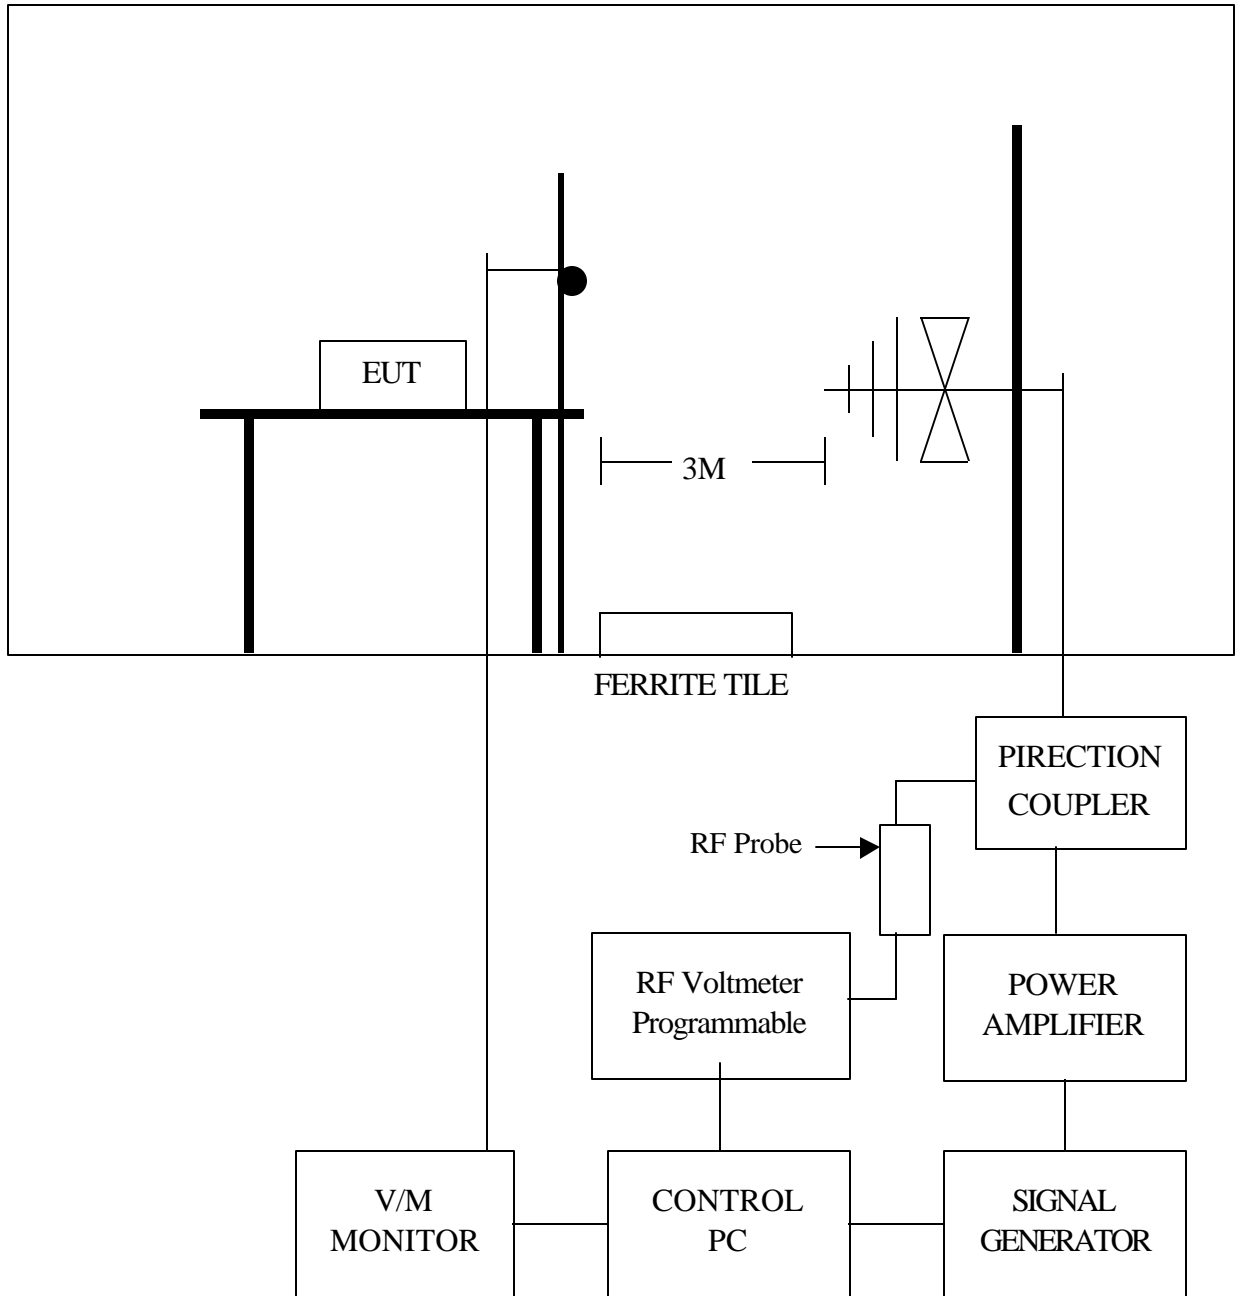 EUT
3M
FERRITE TILE
PIRECTION
COUPLER
RF Probe
RF Voltmeter
Programmable
POWER
AMPLIFIER
V/M
MONITOR
CONTROL
PC
SIGNAL
GENERATOR